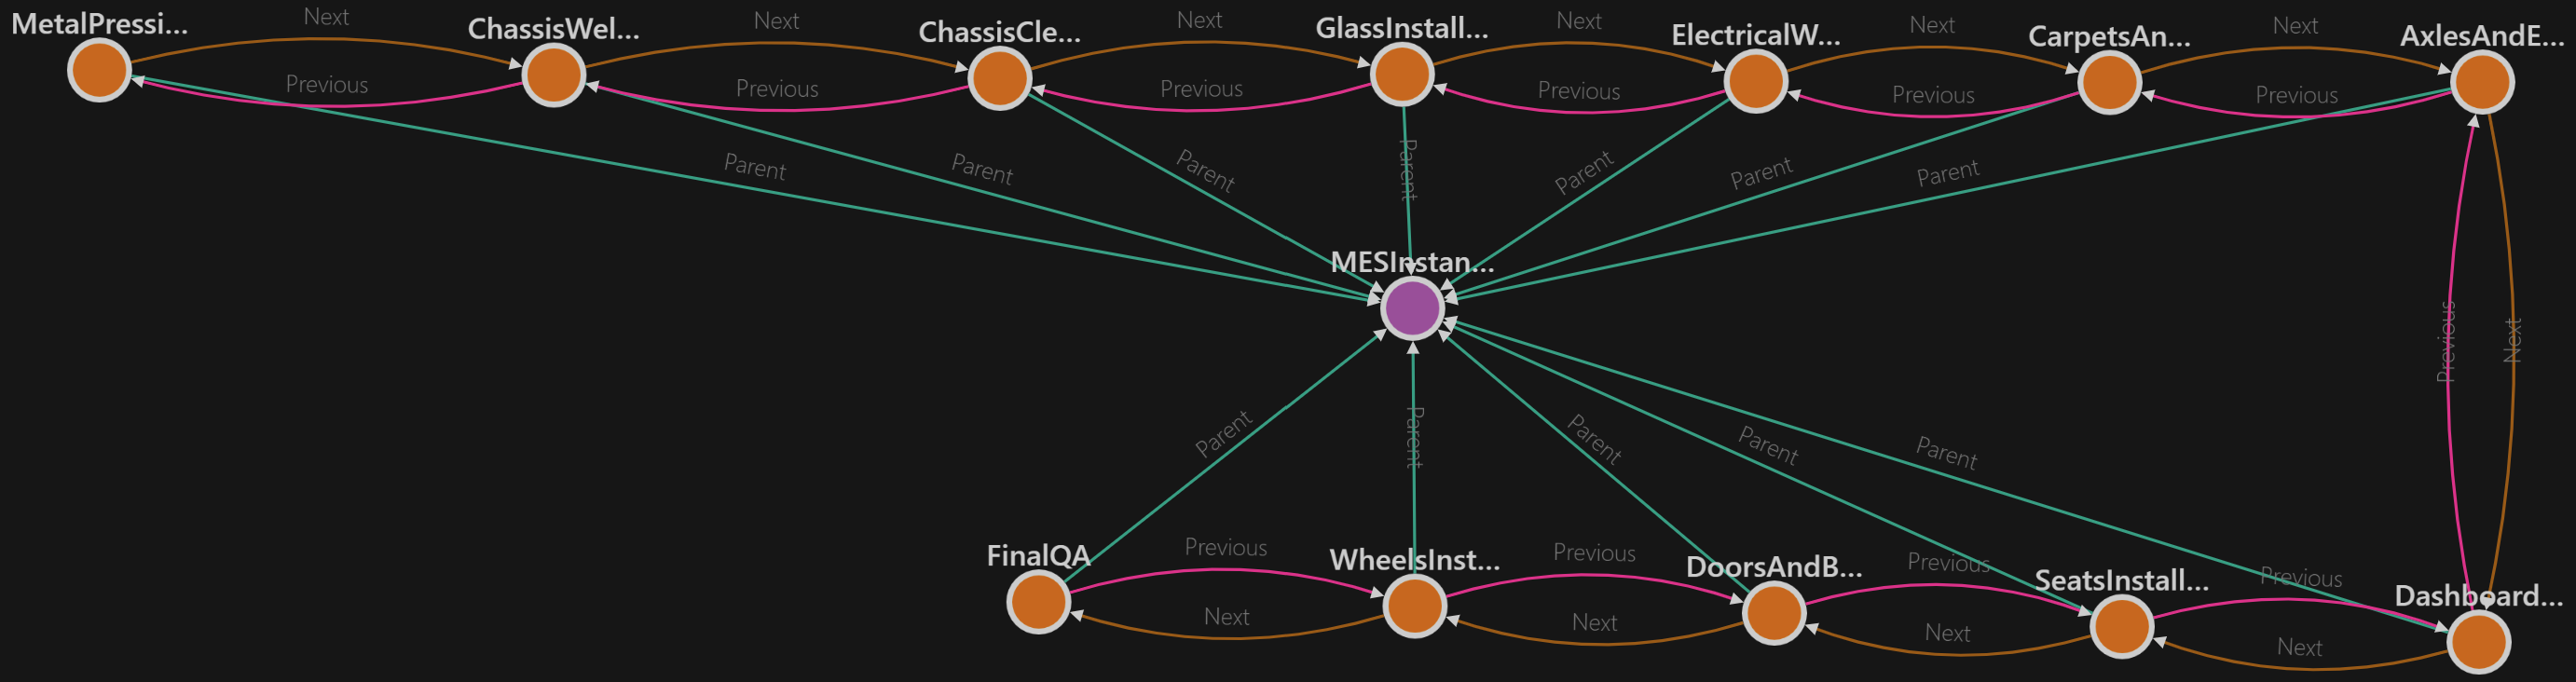 Next
Next
Next
Next
Next
Next
MetalPressi...
ChassisWel...
ChassisCle...
GlassInstall...
ElectricalW...
CarpetsAn...
AxlesAndE...
Previous
Previous
Previous
Previous
Previous
Previous
Parent
Parent
Parent
Parent
Parent
Parent
Parent
MESInstan...
Previous
Next
Parent
Parent
Parent
Parent
Parent
FinalQA
Previous
WheelsInst...
Previous
DoorsAndB...
Previous
SeatsInstall...
Previous
Dashboard...
Next
Next
Next
Next